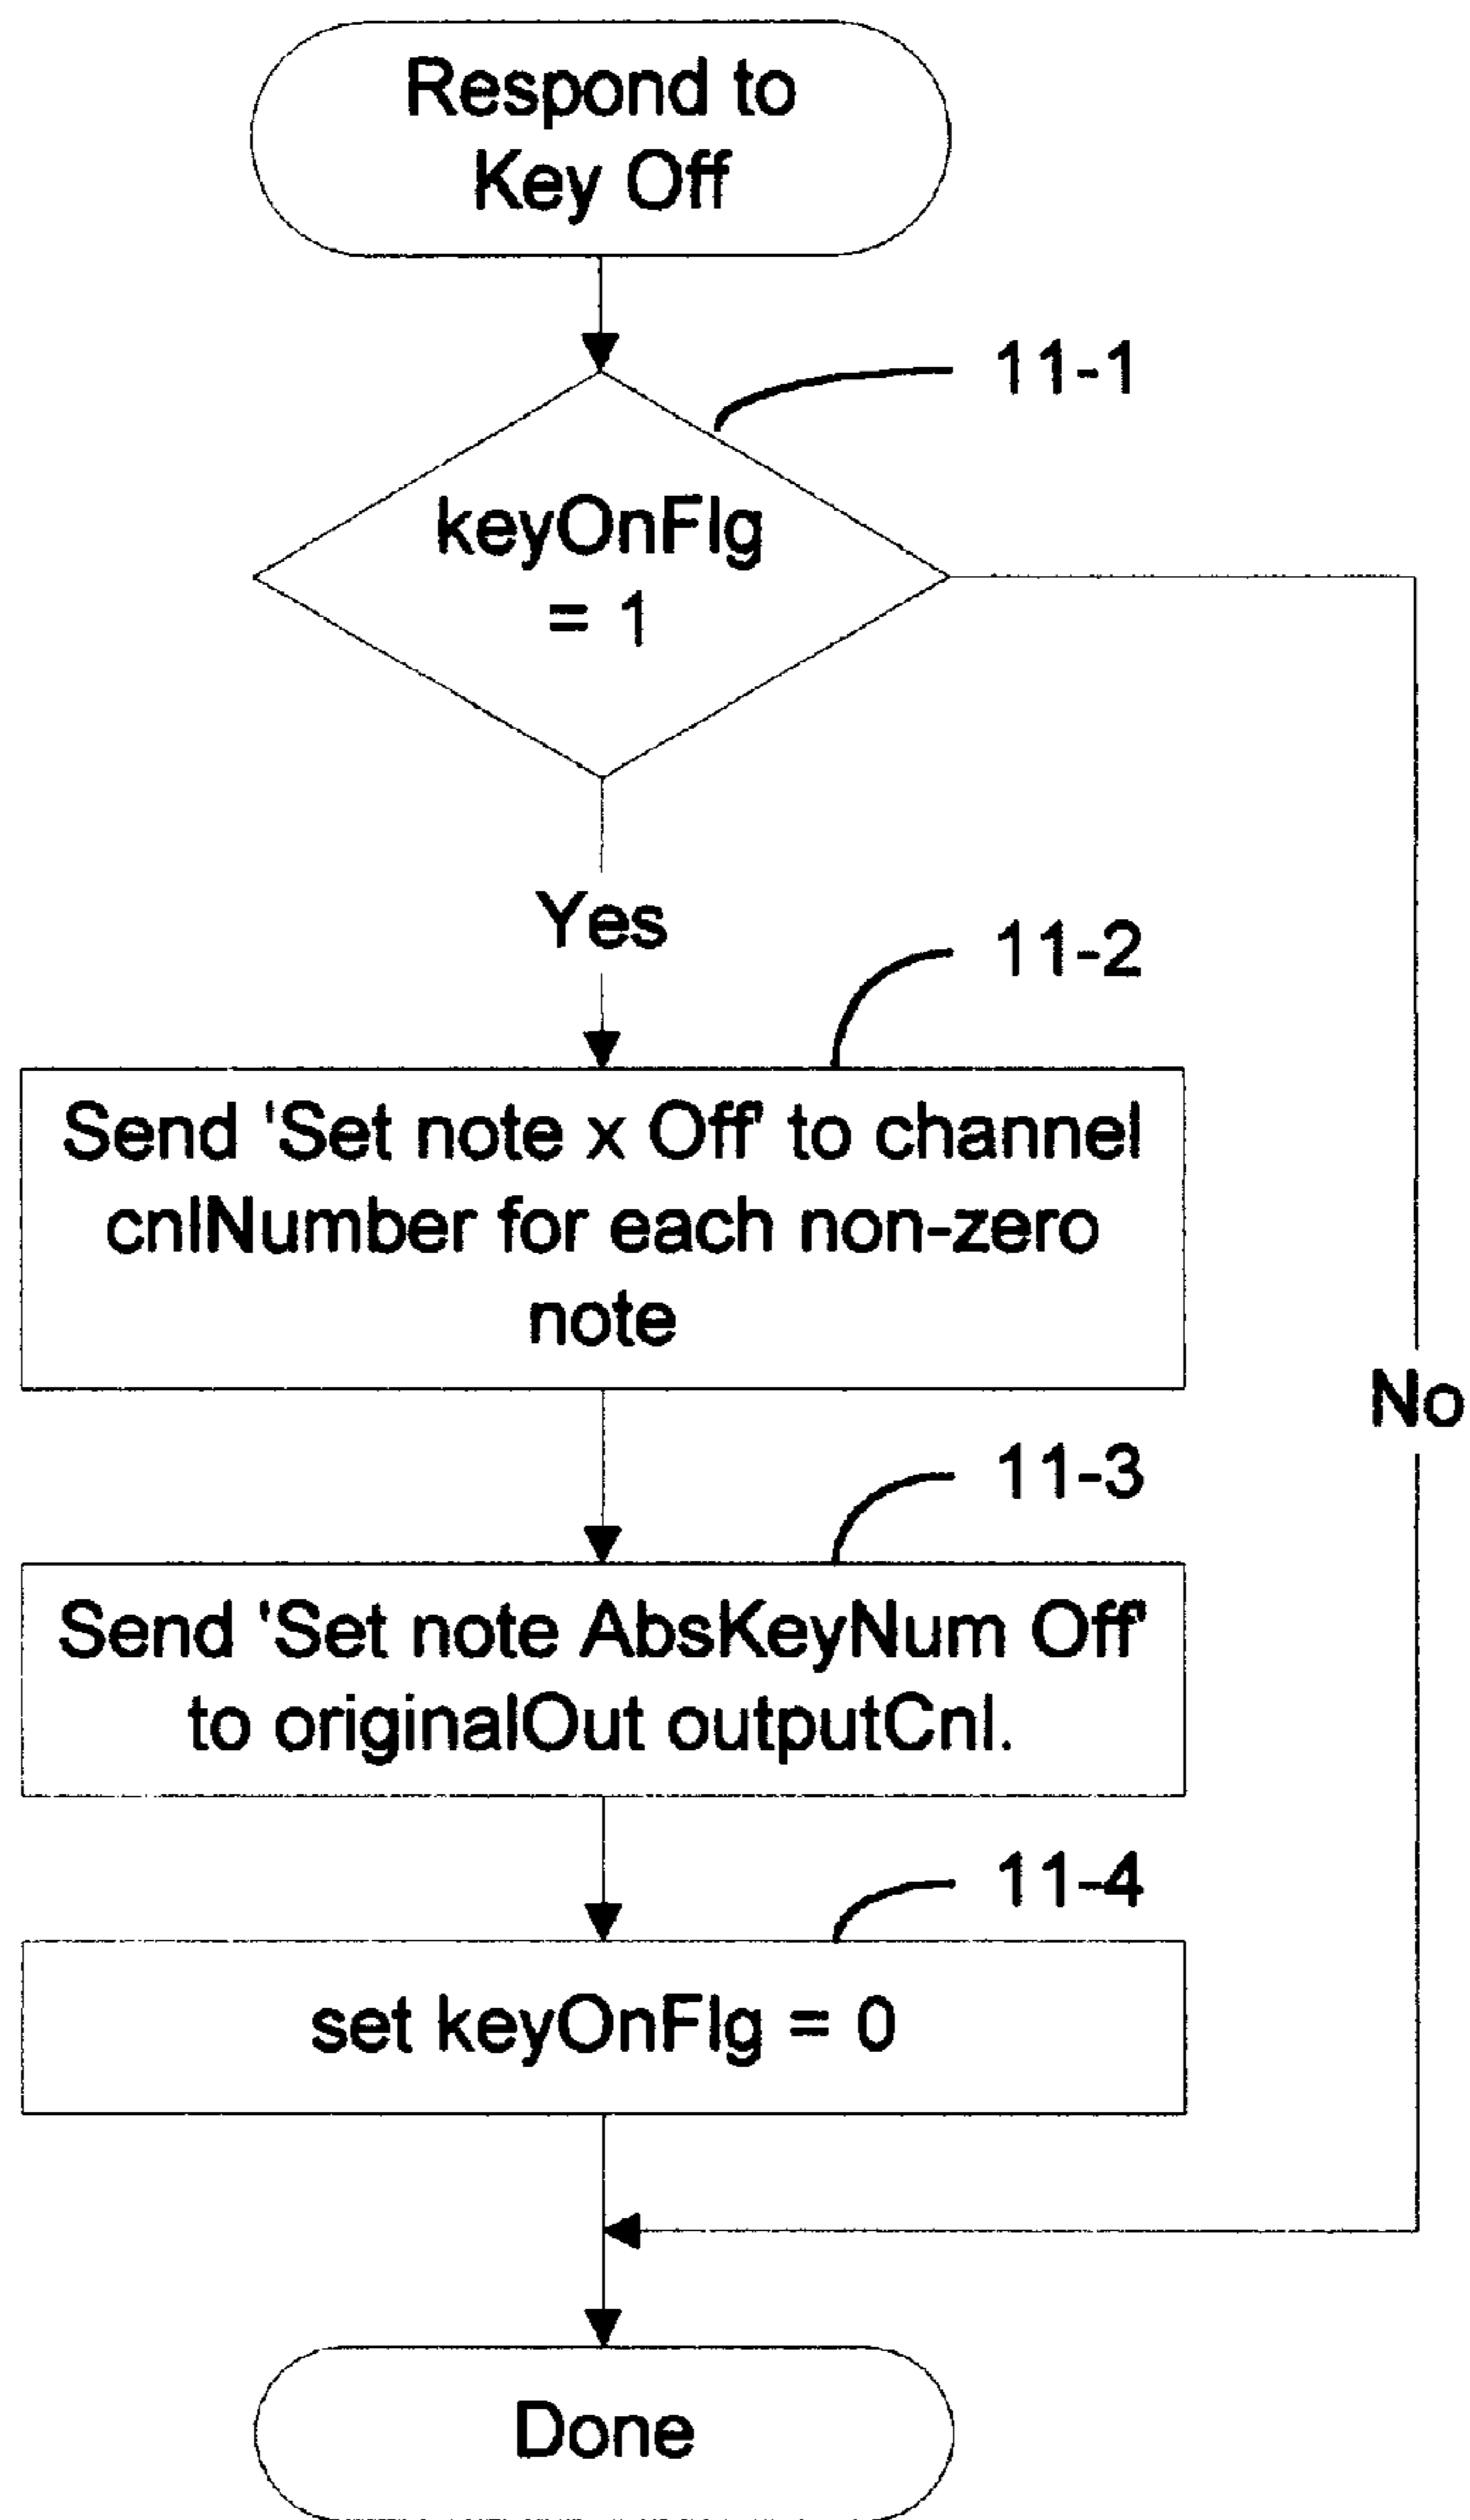 Respond to
Key Off
11-1
keyOnFlg
= 1
Yes
11-2
Send 'Set note x Off' to channel
cnlNumber for each non-zero
note
No
11-3
Send 'Set note AbsKeyNum Off'
to originalOut outputCnl.
11-4
set keyOnFlg = 0
Done